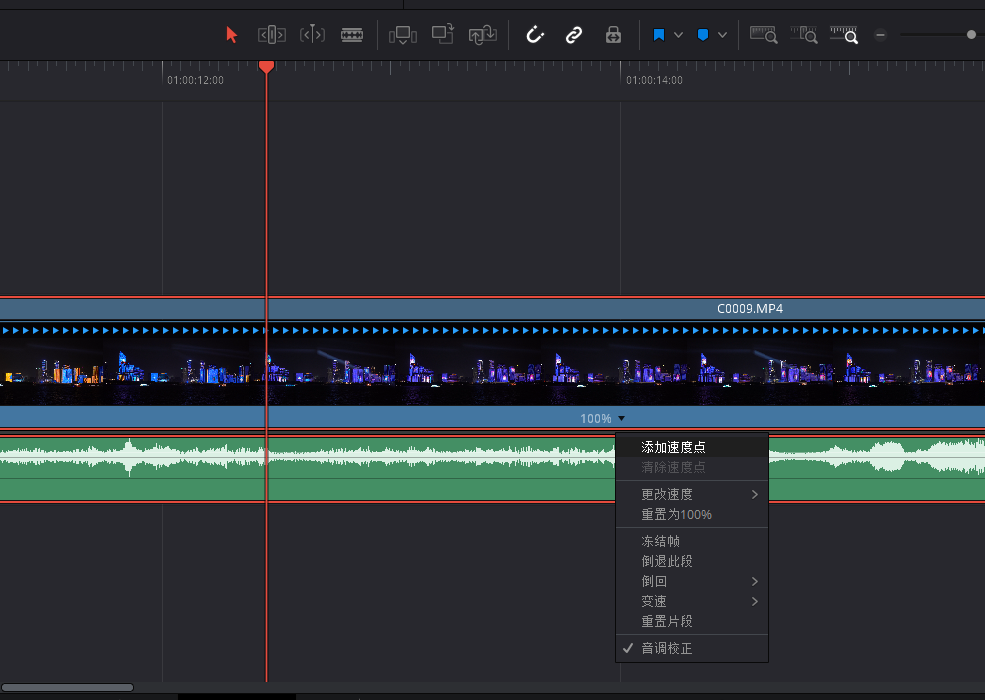 01:00:12:00
01:00:14:00
C0009.MP4
100%
添加速度点
清除速度点
更改速度
重置为100%
冻结帧
倒退此段
倒回
变速
重置片段
音调校正